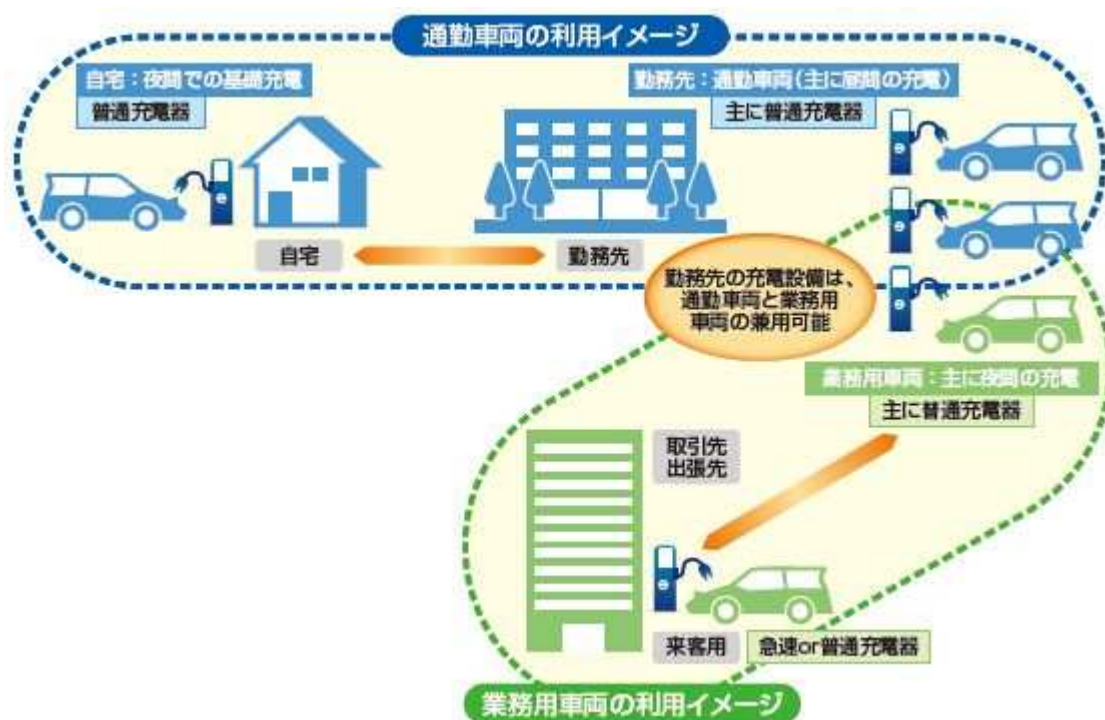 通勤車両の利用イメージ
自宅：夜間での基礎充電
普通充電器
勤務先：通勤車両(主に昼間の充電)
主に普通充電器
自宅
勤務先
勤務先の充電設備は、
通勤車両と業務用
車両の兼用可能
業務用車両：主に夜間の充電
主に普通充電器
取引先
出張先
来客用
急速or普通充電器
業務用車両の利用イメージ